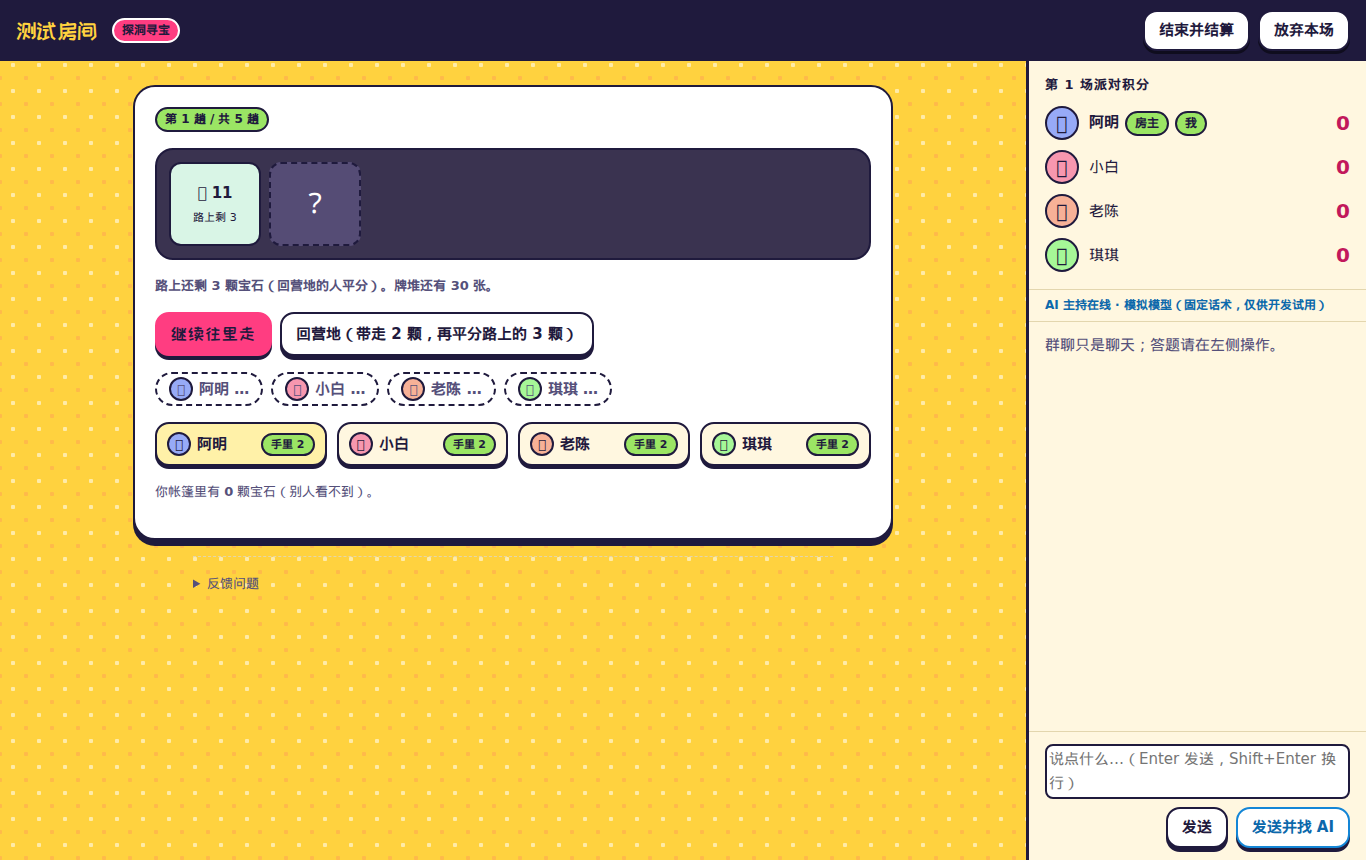 测试房间
探洞寻宝
结束并结算
放弃本场
第 1 趟 / 共 5 趟
11
路上剩 3
?
路上还剩 3 颗宝石（回营地的人平分）。牌堆还有 30 张。
继续往里走
回营地（带走 2 颗，再平分路上的 3 颗）
阿明 …
小白 …
老陈 …
琪琪 …
阿明 手里 2
小白 手里 2
老陈 手里 2
琪琪 手里 2
你帐篷里有 0 颗宝石（别人看不到）。
▶ 反馈问题
第 1 场派对积分
阿明 房主 我 0
小白 0
老陈 0
琪琪 0
AI 主持在线 · 模拟模型（固定话术，仅供开发试用）
群聊只是聊天；答题请在左侧操作。
说点什么…（Enter 发送，Shift+Enter 换
行）
发送
发送并找 AI